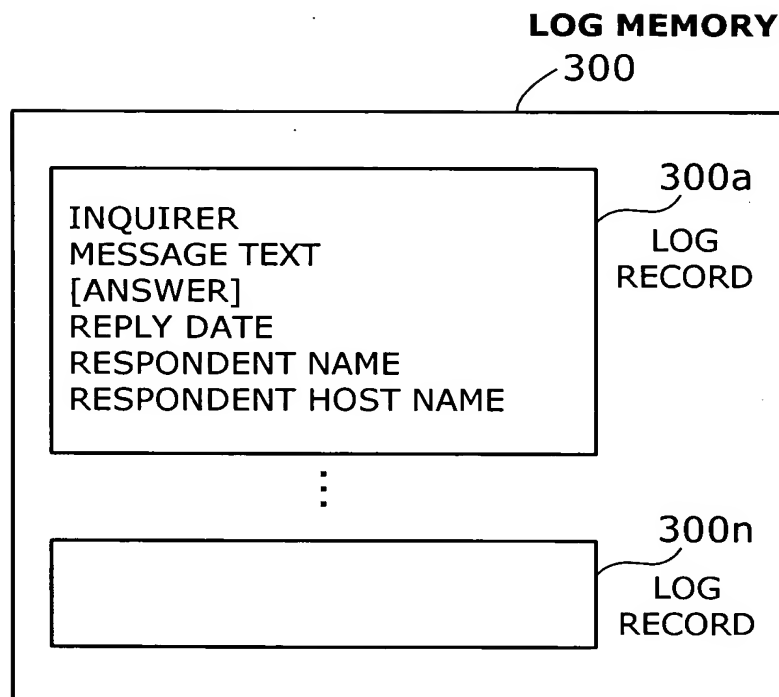 LOG MEMORY
300
300a
LOG
RECORD
INQUIRER
MESSAGE TEXT
[ANSWER]
REPLY DATE
RESPONDENT NAME
RESPONDENT HOST NAME
300n
LOG
RECORD